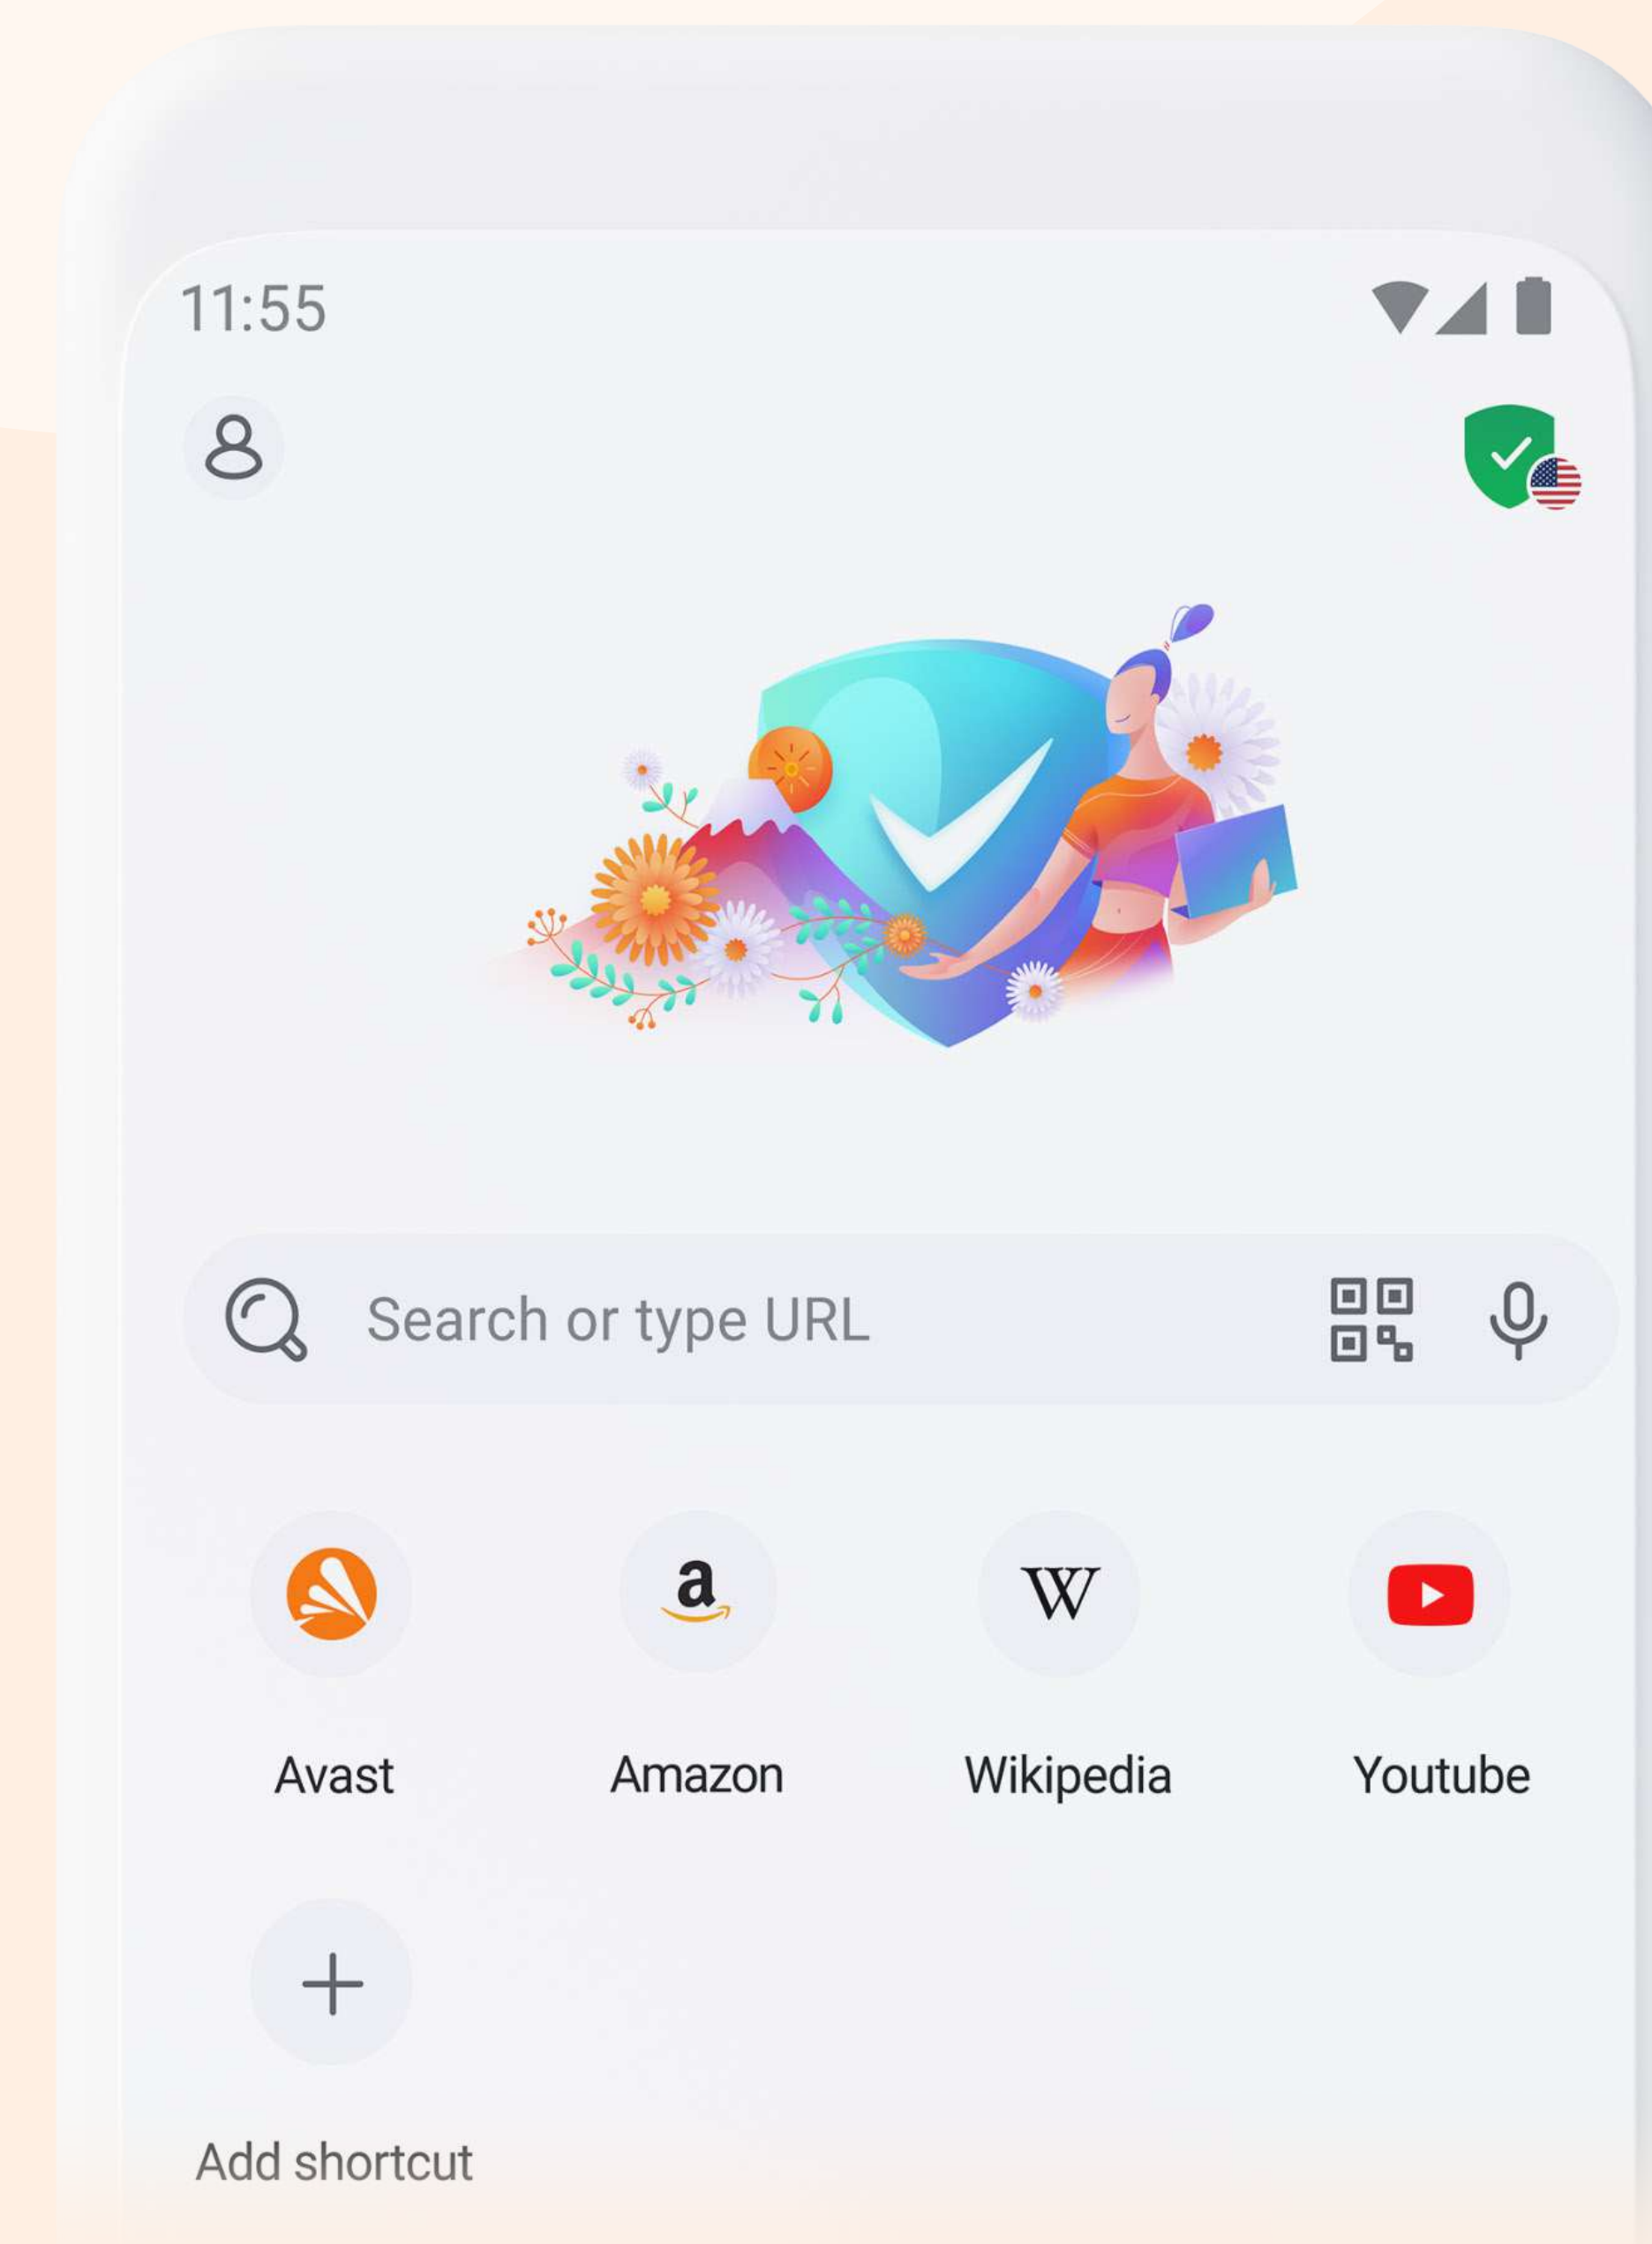 11:55
Search or type URL
Avast
Amazon
Wikipedia
Youtube
Add shortcut